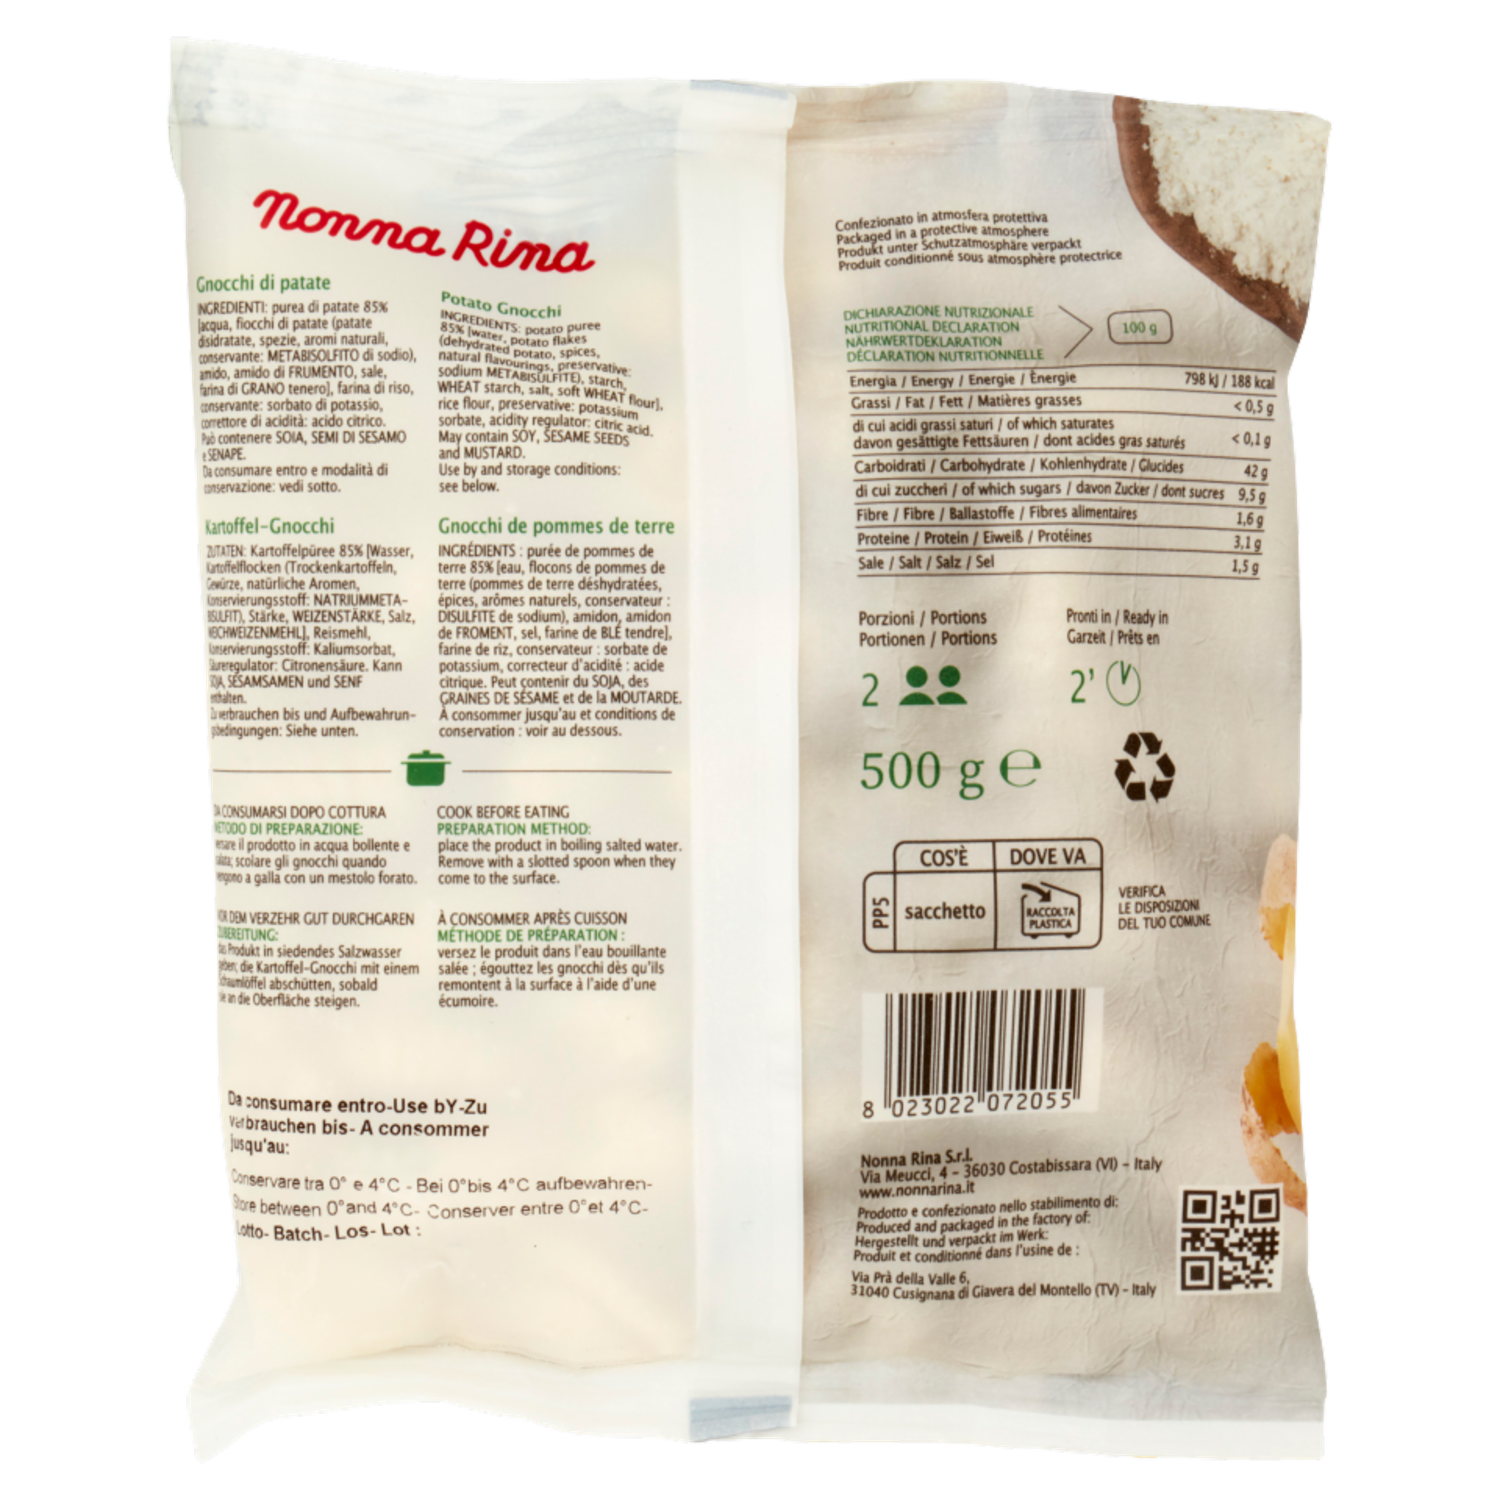 Nonna Rina
Gnocchi di patate
INGREDIENTI: purea di patate 85%
[acqua, fiocchi di patate (patate
disidratate, spezie, aromi naturali,
conservante: METABISOLFITO di sodio),
amido, amido di FRUMENTO, sale,
farina di GRANO tenero], farina di riso,
conservante: sorbato di potassio,
correttore di acidità: acido citrico.
Può contenere SOIA, SEMI DI SESAMO
e SENAPE.
Da consumare entro e modalità di
conservazione: vedi sotto.
Potato Gnocchi
INGREDIENTS: potato puree
85% [water, potato flakes
(dehydrated potato, spices,
natural flavourings, preservative:
sodium METABISULFITE), starch,
WHEAT starch, salt, soft WHEAT flour],
rice flour, preservative: potassium
sorbate, acidity regulator: citric acid.
May contain SOY, SESAME SEEDS
and MUSTARD.
Use by and storage conditions:
see below.
Kartoffel-Gnocchi
ZUTATEN: Kartoffelpüree 85% [Wasser,
Kartoffelflocken (Trockenkartoffeln,
Gewürze, natürliche Aromen,
Konservierungsstoff: NATRIUMMETA-
BISULFIT), Stärke, WEIZENSTÄRKE, Salz,
WEICHWEIZENMEHL], Reismehl,
Konservierungsstoff: Kaliumsorbat,
Säureregulator: Citronensäure. Kann
SOJA, SESAMSAMEN und SENF
enthalten.
Zu verbrauchen bis und Aufbewahrun-
gsbedingungen: Siehe unten.
Gnocchi de pommes de terre
INGRÉDIENTS : purée de pommes de
terre 85% [eau, flocons de pommes de
terre (pommes de terre déshydratées,
épices, arômes naturels, conservateur :
DISULFITE de sodium), amidon, amidon
de FROMENT, sel, farine de BLÉ tendre],
farine de riz, conservateur : sorbate de
potassium, correcteur d'acidité : acide
citrique. Peut contenir du SOJA, des
GRAINES DE SÉSAME et de la MOUTARDE.
À consommer jusqu'au et conditions de
conservation : voir au dessous.
DA CONSUMARSI DOPO COTTURA
METODO DI PREPARAZIONE:
versare il prodotto in acqua bollente e
salata; scolare gli gnocchi quando
vengono a galla con un mestolo forato.
COOK BEFORE EATING
PREPARATION METHOD:
place the product in boiling salted water.
Remove with a slotted spoon when they
come to the surface.
VOR DEM VERZEHR GUT DURCHGAREN
ZUBEREITUNG:
das Produkt in siedendes Salzwasser
geben; die Kartoffel-Gnocchi mit einem
Schaumlöffel abschütten, sobald
sie an die Oberfläche steigen.
À CONSOMMER APRÈS CUISSON
MÉTHODE DE PRÉPARATION :
versez le produit dans l'eau bouillante
salée ; égouttez les gnocchi dès qu'ils
remontent à la surface à l'aide d'une
écumoire.
Da consumare entro-Use bY-Zu
verbrauchen bis- A consommer
jusqu'au:
Conservare tra 0° e 4°C - Bei 0°bis 4°C aufbewahren-
Store between 0°and 4°C- Conserver entre 0°et 4°C-
Lotto- Batch- Los- Lot :
Confezionato in atmosfera protettiva
Packaged in a protective atmosphere
Produkt unter Schutzatmosphäre verpackt
Produit conditionné sous atmosphère protectrice
DICHIARAZIONE NUTRIZIONALE
NUTRITIONAL DECLARATION
NÄHRWERTDEKLARATION
DÉCLARATION NUTRITIONNELLE
100 g
Energia / Energy / Energie / Énergie 798 kJ / 188 kcal
Grassi / Fat / Fett / Matières grasses < 0,5 g
di cui acidi grassi saturi / of which saturates
davon gesättigte Fettsäuren / dont acides gras saturés < 0,1 g
Carboidrati / Carbohydrate / Kohlenhydrate / Glucides 42 g
di cui zuccheri / of which sugars / davon Zucker / dont sucres 9,5 g
Fibre / Fibre / Ballastoffe / Fibres alimentaires 1,6 g
Proteine / Protein / Eiweiß / Protéines 3,1 g
Sale / Salt / Salz / Sel 1,5 g
Porzioni / Portions
Portionen / Portions
2
Pronti in / Ready in
Garzeit / Prêts en
2'
500 g e
COS'È DOVE VA
PP5 sacchetto RACCOLTA
PLASTICA
VERIFICA
LE DISPOSIZIONI
DEL TUO COMUNE
8 023022 072055
Nonna Rina S.r.l.
Via Meucci, 4 - 36030 Costabissara (VI) - Italy
www.nonnarina.it
Prodotto e confezionato nello stabilimento di:
Produced and packaged in the factory of:
Hergestellt und verpackt im Werk:
Produit et conditionné dans l'usine de :
Via Prà della Valle 6,
31040 Cusignana di Giavera del Montello (TV) - Italy